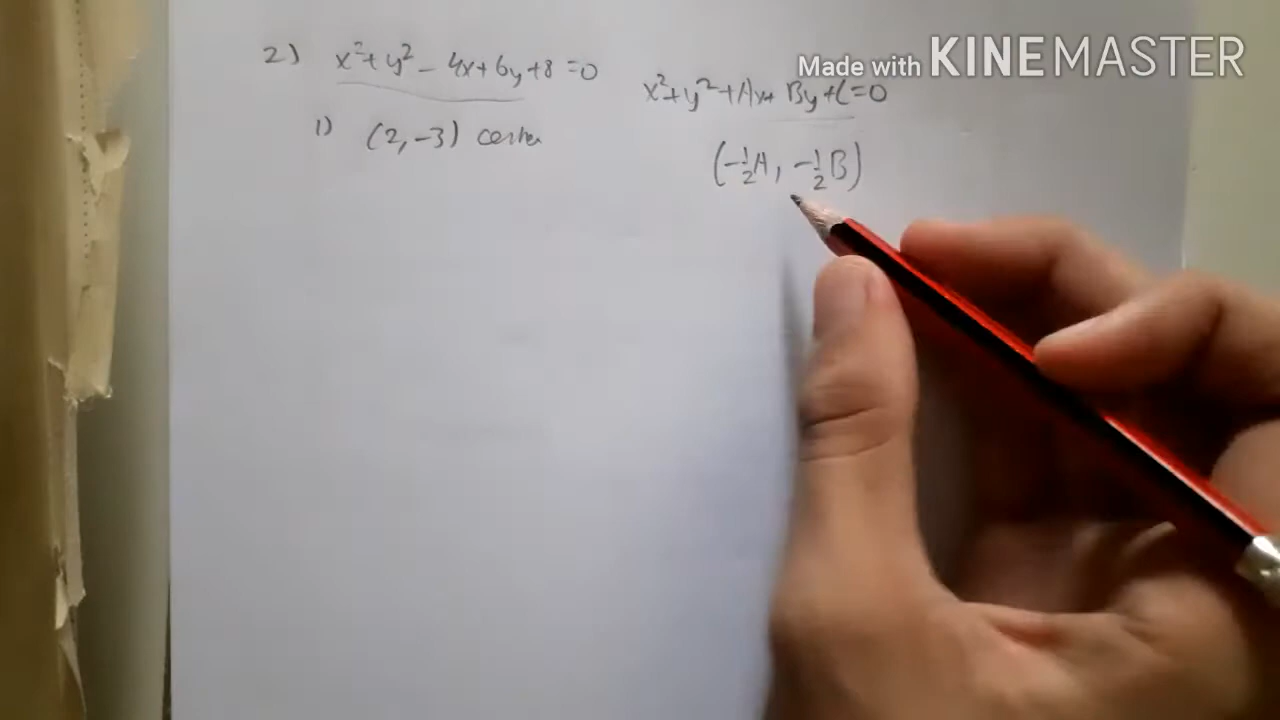 Made with KINEMASTER
2) x²+y² - 4x+6y+8=0
x²+y²+Ax+By+C=0
1) (2,-3) center
(-½A, -½B)